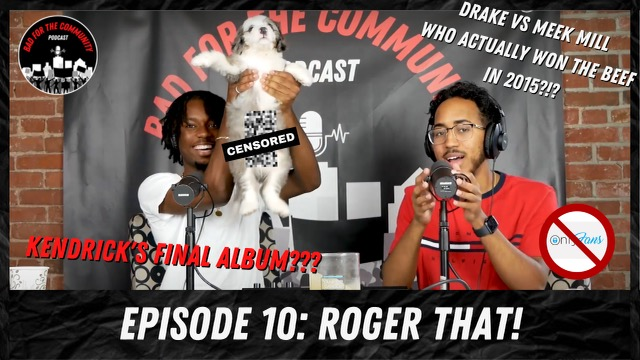 BAD FOR THE COMMUNITY
PODCAST
BAD FOR THE COMMUN
PODCAST
DRAKE VS MEEK MILL
WHO ACTUALLY WON THE BEEF
IN 2015?!?
CENSORED
KENDRICK'S FINAL ALBUM???
OnlyFans
EPISODE 10: ROGER THAT!